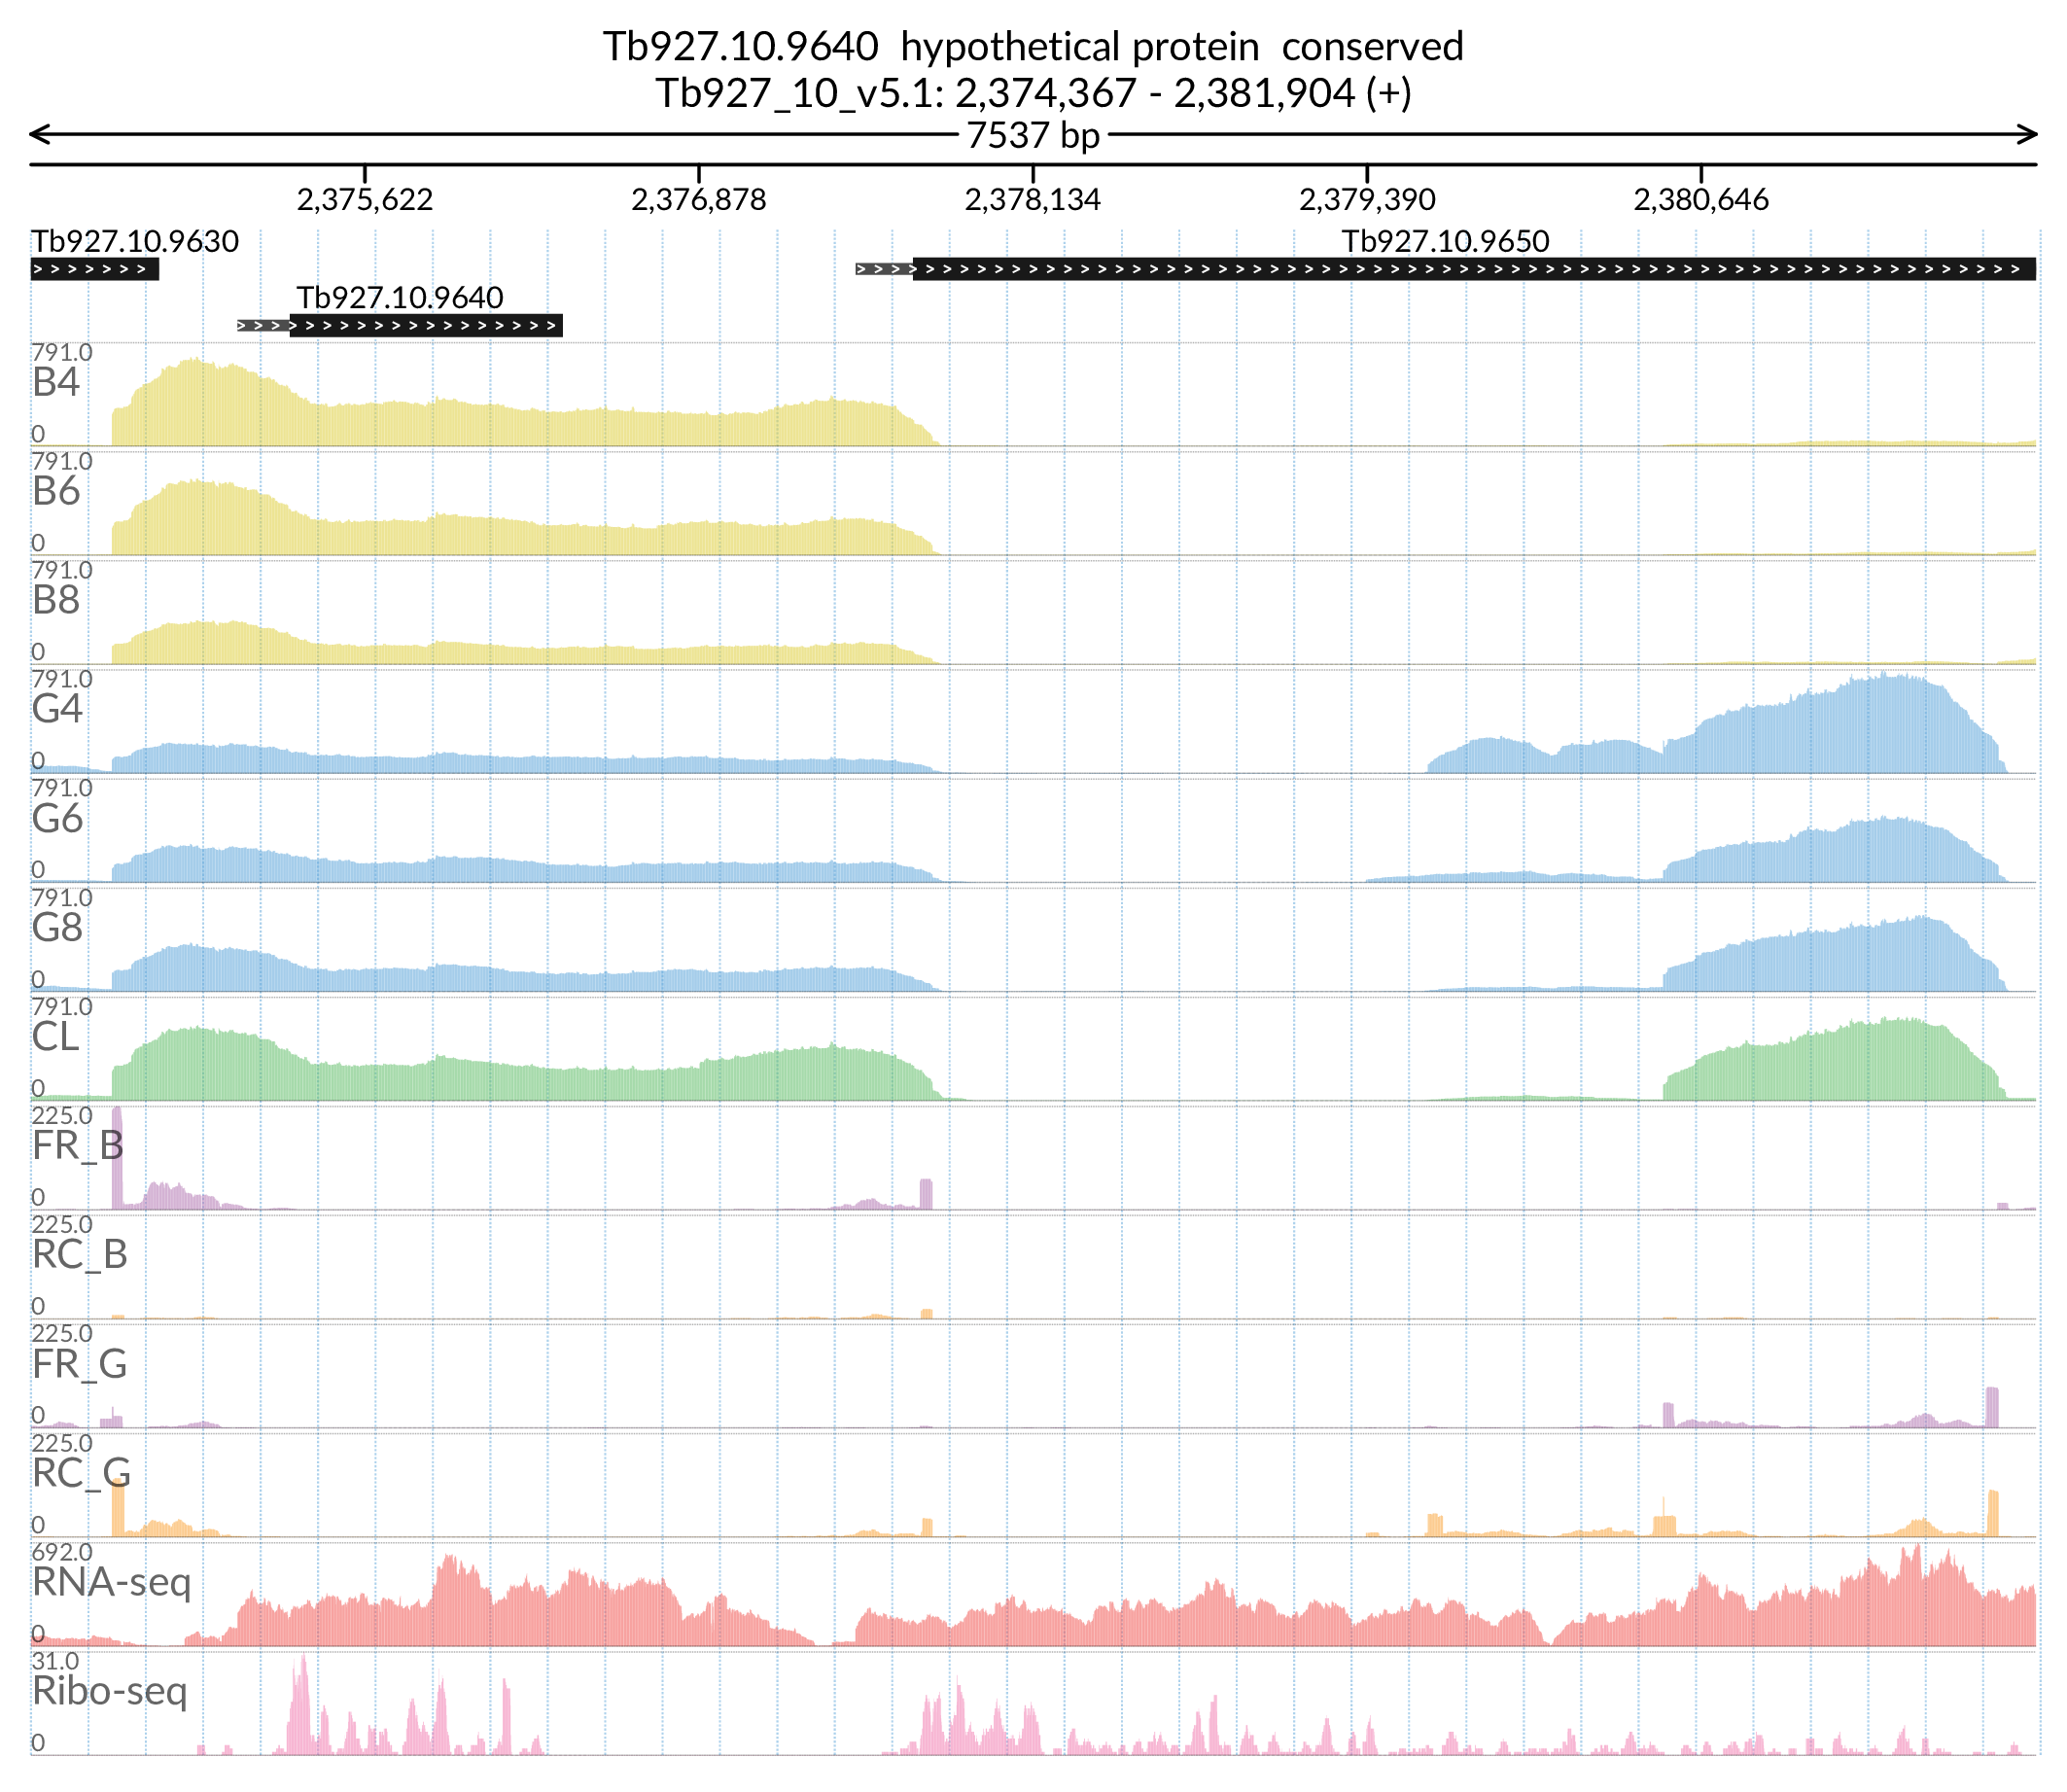 Tb927.10.9640 hypothetical protein conserved
Tb927_10_v5.1: 2,374,367 - 2,381,904 (+)
7537 bp
2,375,622 2,376,878 2,378,134 2,379,390 2,380,646
Tb927.10.9630 Tb927.10.9650
Tb927.10.9640
791.0
B4
0
791.0
B6
0
791.0
B8
0
791.0
G4
0
791.0
G6
0
791.0
G8
0
791.0
CL
0
225.0
FR_B
0
225.0
RC_B
0
225.0
FR_G
0
225.0
RC_G
0
692.0
RNA-seq
0
31.0
Ribo-seq
0